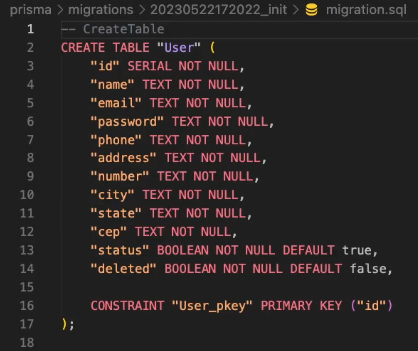 prisma > migrations > 20230522172022_init > migration.sql
1 -- CreateTable
2 CREATE TABLE "User" (
3 "id" SERIAL NOT NULL,
4 "name" TEXT NOT NULL,
5 "email" TEXT NOT NULL,
6 "password" TEXT NOT NULL,
7 "phone" TEXT NOT NULL,
8 "address" TEXT NOT NULL,
9 "number" TEXT NOT NULL,
10 "city" TEXT NOT NULL,
11 "state" TEXT NOT NULL,
12 "cep" TEXT NOT NULL,
13 "status" BOOLEAN NOT NULL DEFAULT true,
14 "deleted" BOOLEAN NOT NULL DEFAULT false,
15
16 CONSTRAINT "User_pkey" PRIMARY KEY ("id")
17 );
18